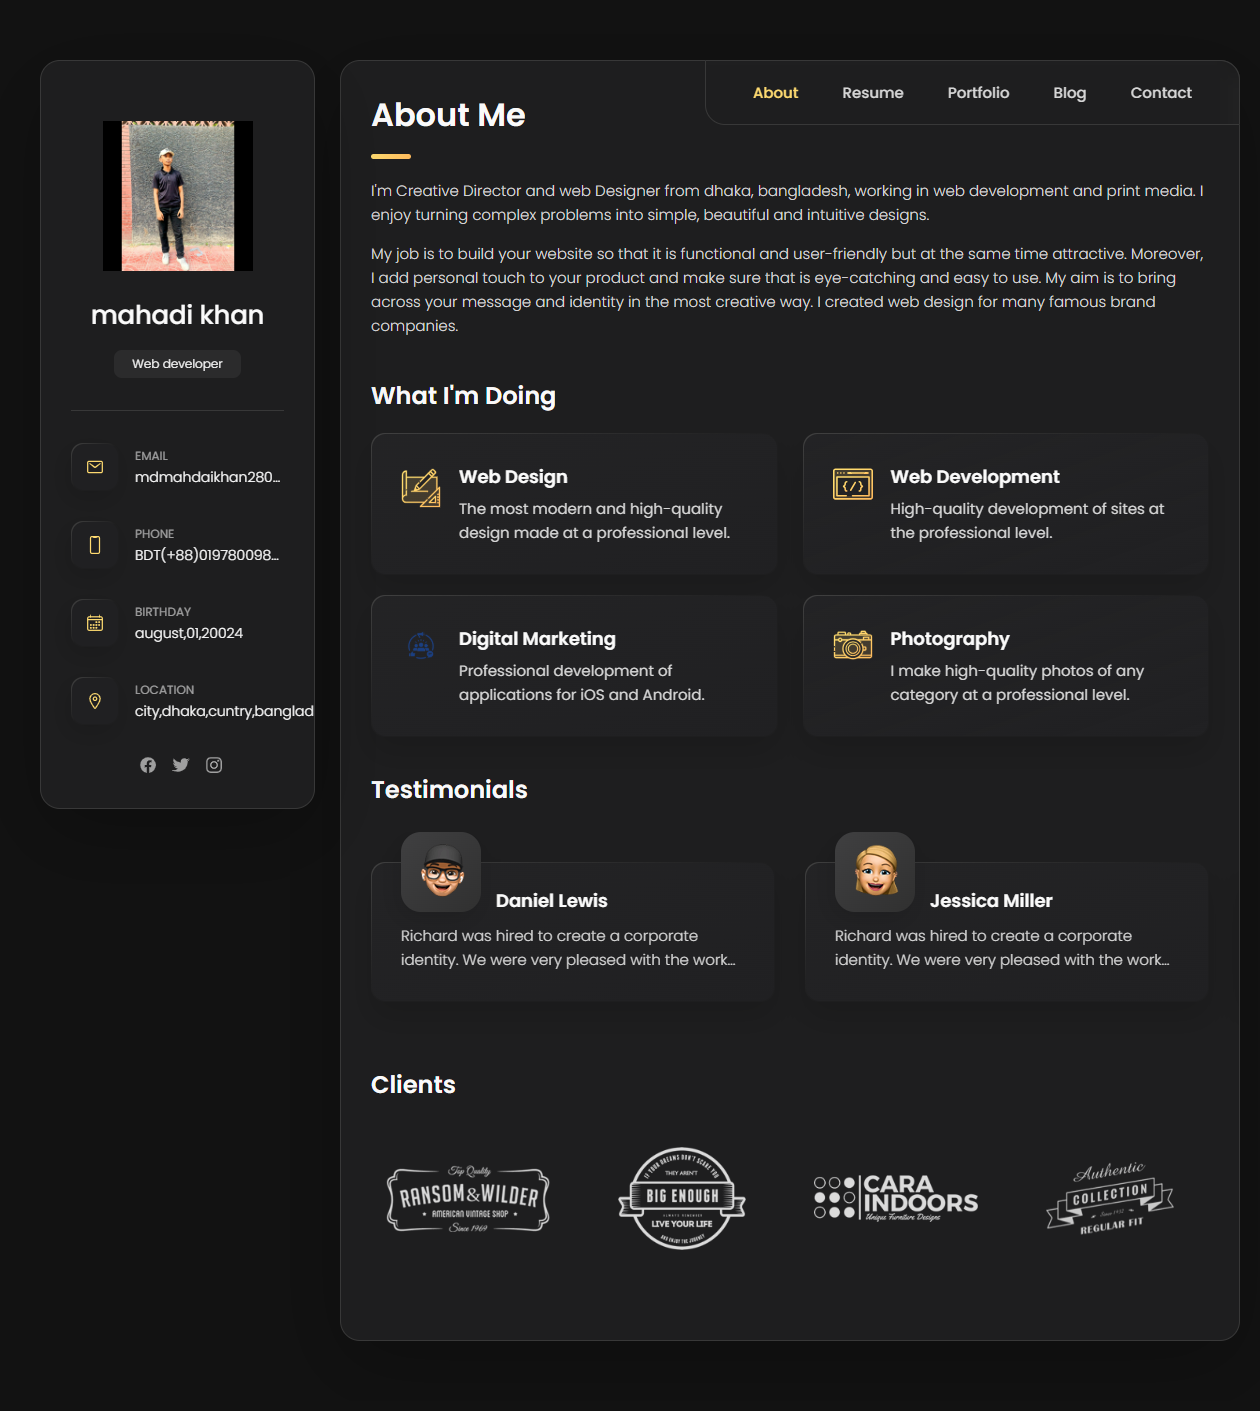 mahadi khan
Web developer
EMAIL
mdmahdaikhan280...
PHONE
BDT(+88)019780098...
BIRTHDAY
august,01,20024
LOCATION
city,dhaka,cuntry,banglad
About Resume Portfolio Blog Contact
About Me
I'm Creative Director and web Designer from dhaka, bangladesh, working in web development and print media. I
enjoy turning complex problems into simple, beautiful and intuitive designs.
My job is to build your website so that it is functional and user-friendly but at the same time attractive. Moreover,
I add personal touch to your product and make sure that is eye-catching and easy to use. My aim is to bring
across your message and identity in the most creative way. I created web design for many famous brand
companies.
What I'm Doing
Web Design
The most modern and high-quality
design made at a professional level.
Web Development
High-quality development of sites at
the professional level.
Digital Marketing
Professional development of
applications for iOS and Android.
Photography
I make high-quality photos of any
category at a professional level.
Testimonials
Daniel Lewis
Richard was hired to create a corporate
identity. We were very pleased with the work...
Jessica Miller
Richard was hired to create a corporate
identity. We were very pleased with the work...
Clients
Top Quality
RANSOM&WILDER
AMERICAN VINTAGE SHOP
Since 1969
IF YOUR DREAMS DON'T SCARE YOU
THEY AREN'T
BIG ENOUGH
ALWAYS REMEMBER
LIVE YOUR LIFE
AND ENJOY THE JOURNEY
CARA
INDOORS
Unique Furniture Designs
Authentic
COLLECTION
REGULAR FIT